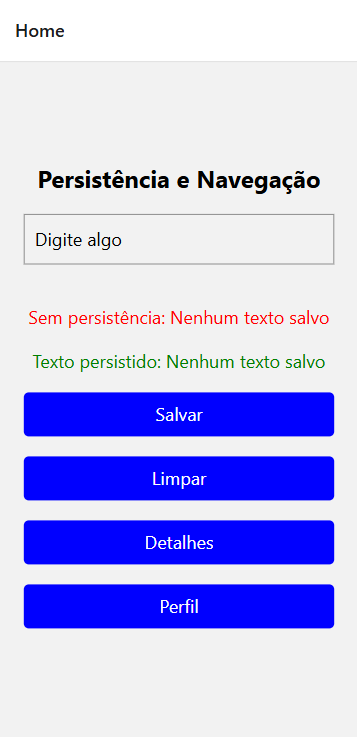 Home
Persistência e Navegação
Digite algo
Sem persistência: Nenhum texto salvo
Texto persistido: Nenhum texto salvo
Salvar
Limpar
Detalhes
Perfil